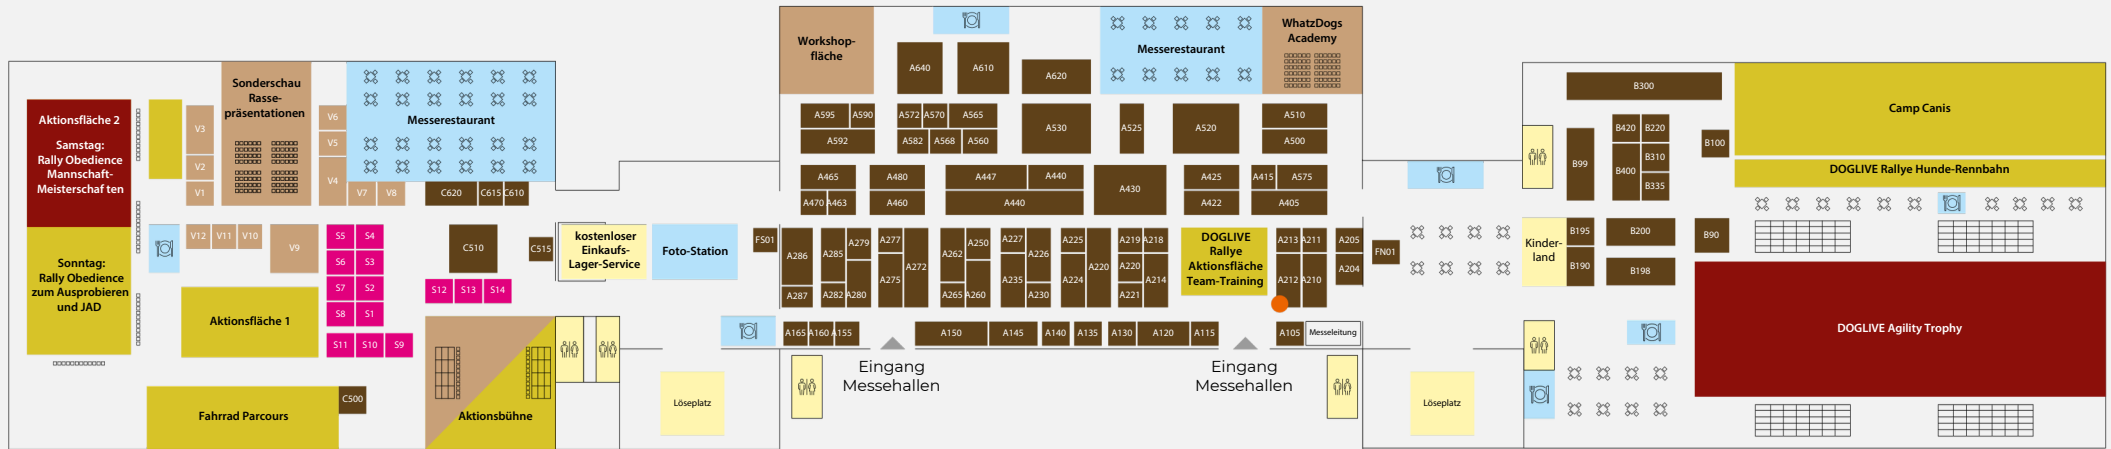 Aktionsfläche 2
Samstag:
Rally Obedience
Mannschaft-
Meisterschaften
Sonntag:
Rally Obedience
zum Ausprobieren
und JAD
V3
V2
V1
Sonderschau
Rasse-
präsentationen
V6
V5
V4
V7
V8
Messerestaurant
C620
C615
C610
V12
V11
V10
V9
S5
S4
S6
S3
S7
S2
S8
S1
S11
S10
S9
C510
C515
S12
S13
S14
Aktionsfläche 1
Fahrrad Parcours
C500
Aktionsbühne
kostenloser
Einkaufs-
Lager-Service
Foto-Station
Löseplatz
Workshop-
fläche
A640
A610
A620
Messerestaurant
WhatzDogs
Academy
A595
A590
A592
A572
A570
A565
A582
A568
A560
A530
A525
A520
A510
A500
A465
A470
A463
A480
A460
A447
A440
A440
A430
A425
A422
A415
A575
A405
FS01
A286
A287
A285
A282
A279
A280
A277
A275
A272
A262
A265
A250
A260
A227
A235
A226
A230
A225
A224
A220
A219
A218
A220
A221
A214
DOGLIVE
Rallye
Aktionsfläche
Team-Training
A213
A211
A212
A210
A205
A204
FN01
A165
A160
A155
A150
A145
A140
A135
A130
A120
A115
A105
Messeleitung
Eingang
Messehallen
Eingang
Messehallen
Löseplatz
B300
B99
B420
B220
B400
B310
B335
B100
Camp Canis
DOGLIVE Rallye Hunde-Rennbahn
Kinder-
land
B195
B190
B200
B198
B90
DOGLIVE Agility Trophy